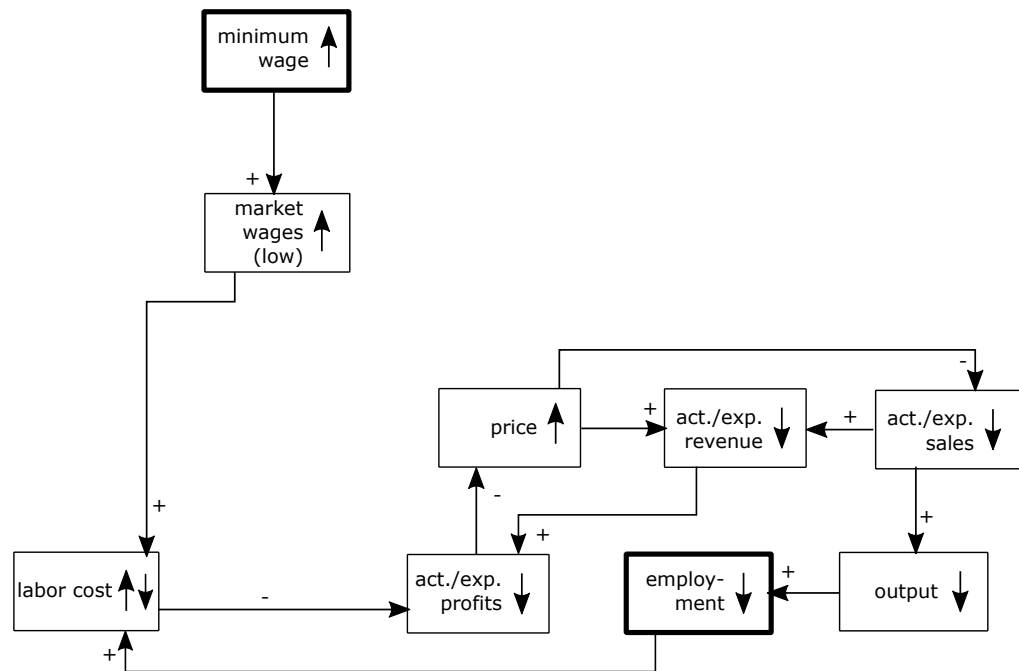 minimum
wage
+
market
wages
(low)
+
-
price
+
act./exp.
revenue
+
act./exp.
sales
-
+
+
labor cost
-
act./exp.
profits
employ-
ment
+
output
+